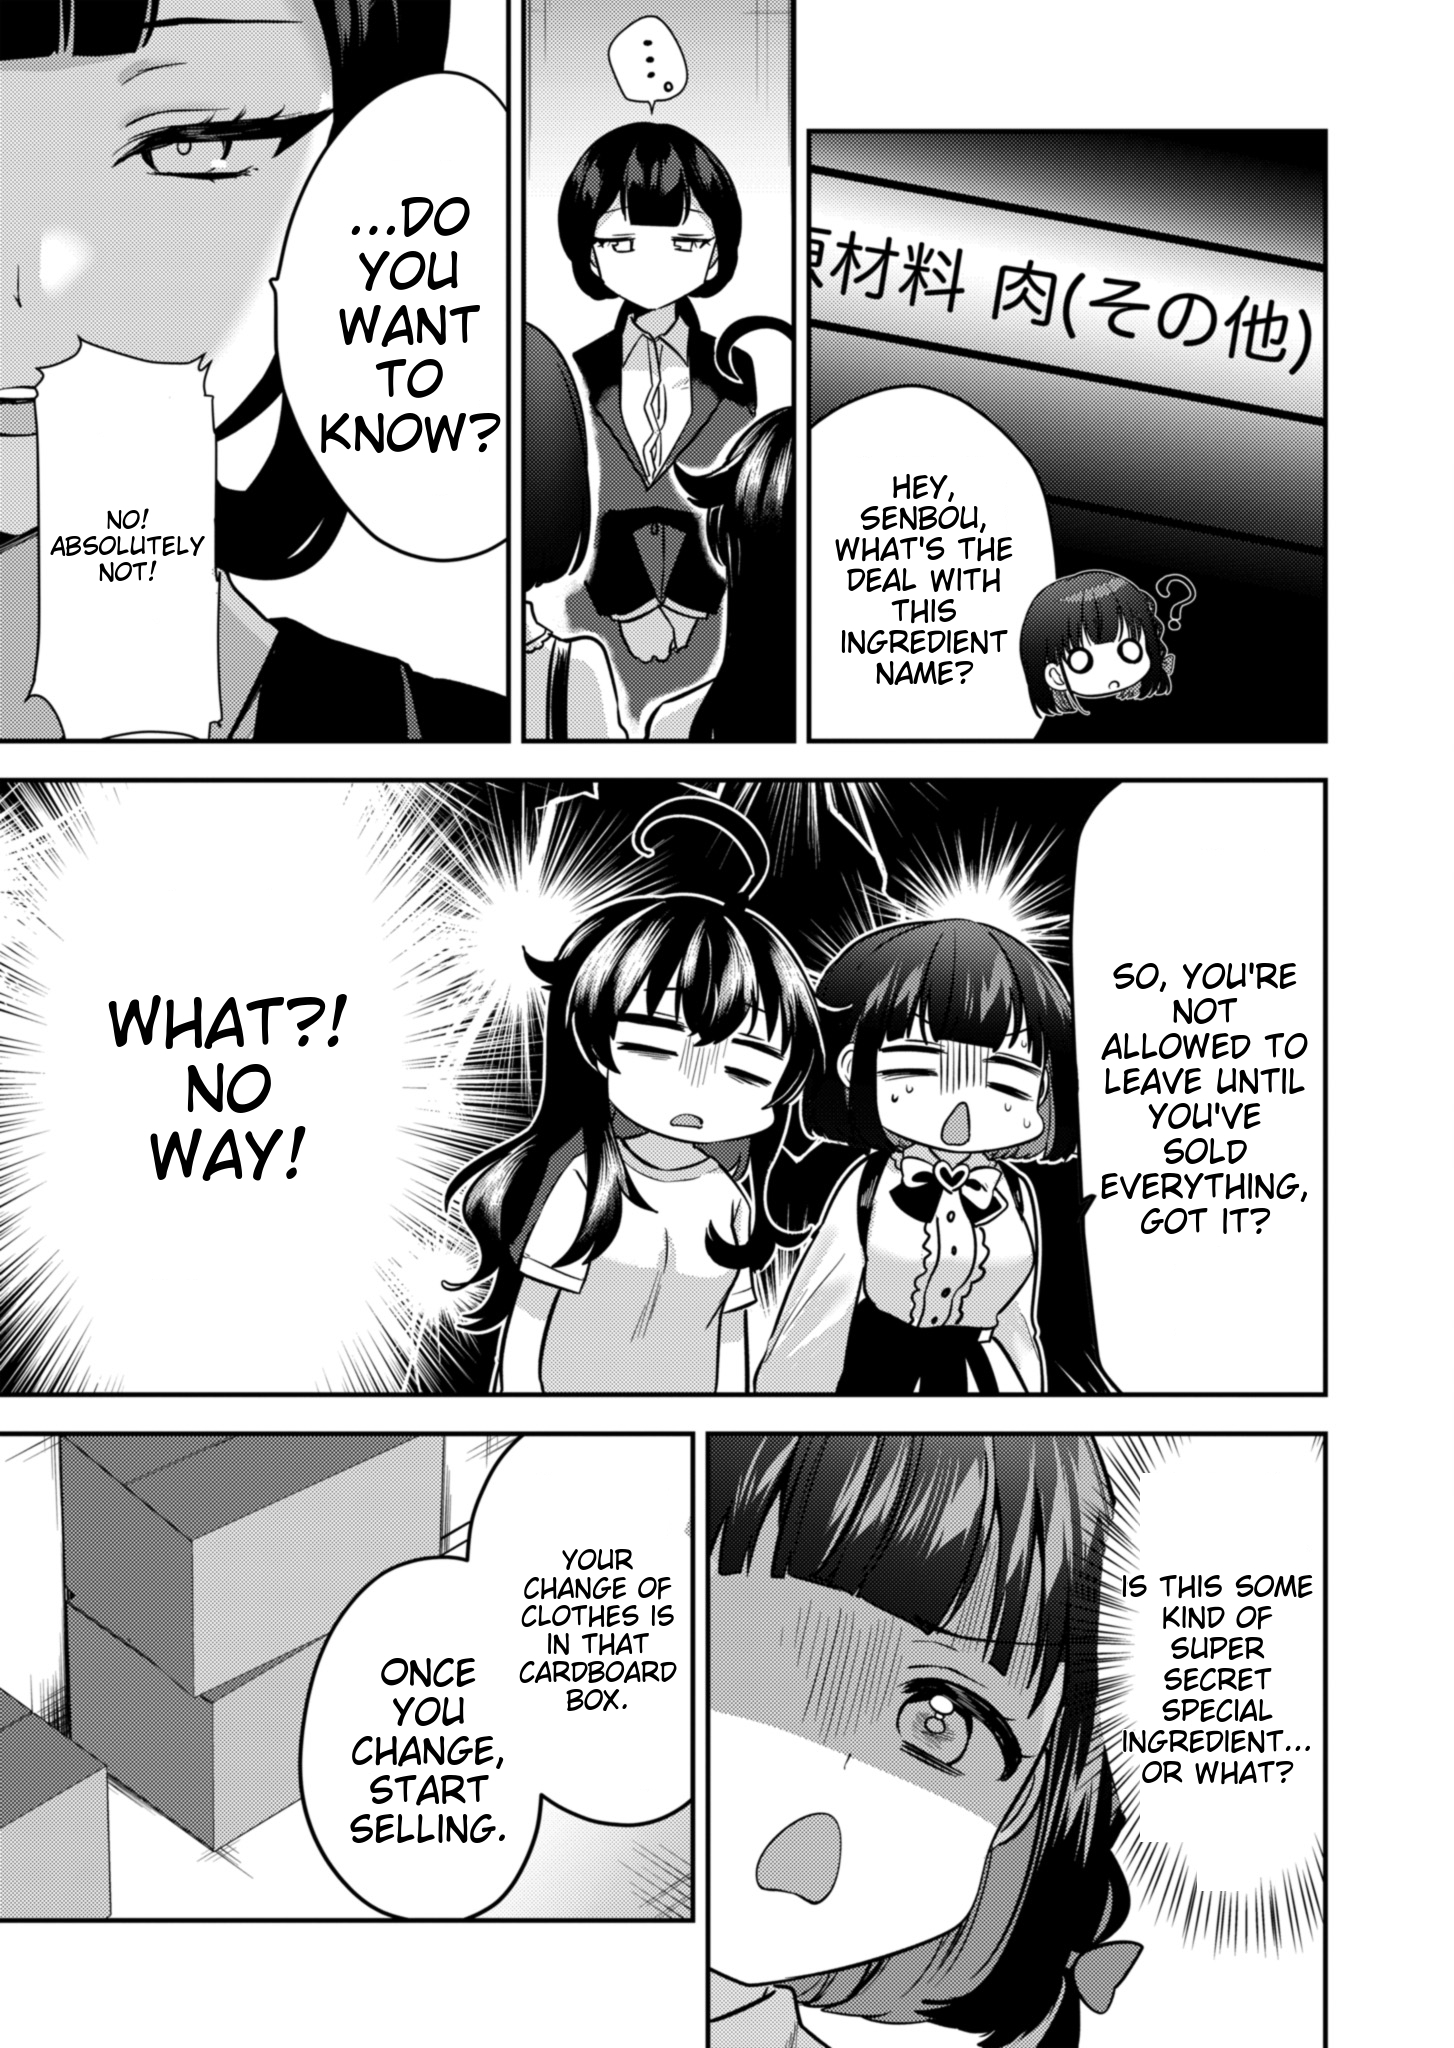 原材料 肉(その他)
HEY,
SENBOU,
WHAT'S THE
DEAL WITH
THIS
INGREDIENT
NAME?
...DO
YOU
WANT
TO
KNOW?
NO!
ABSOLUTELY
NOT!
SO, YOU'RE
NOT
ALLOWED TO
LEAVE UNTIL
YOU'VE
SOLD
EVERYTHING,
GOT IT?
WHAT?!
NO
WAY!
IS THIS SOME
KIND OF
SUPER
SECRET
SPECIAL
INGREDIENT...
OR WHAT?
YOUR
CHANGE OF
CLOTHES IS
IN THAT
CARDBOARD
BOX.
ONCE
YOU
CHANGE,
START
SELLING.